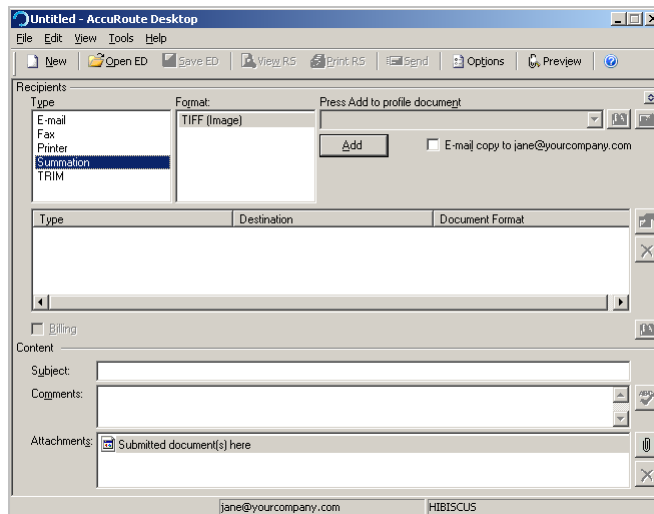 Untitled - AccuRoute Desktop
File Edit View Tools Help
New Open ED Save ED View RS Print RS Send Options Preview
Recipients
Type Format: Press Add to profile document
E-mail TIFF (Image)
Fax
Printer Add E-mail copy to jane@yourcompany.com
Summation
TRIM
Type Destination Document Format
Billing
Content
Subject:
Comments:
Attachments: Submitted document(s) here
jane@yourcompany.com HIBISCUS